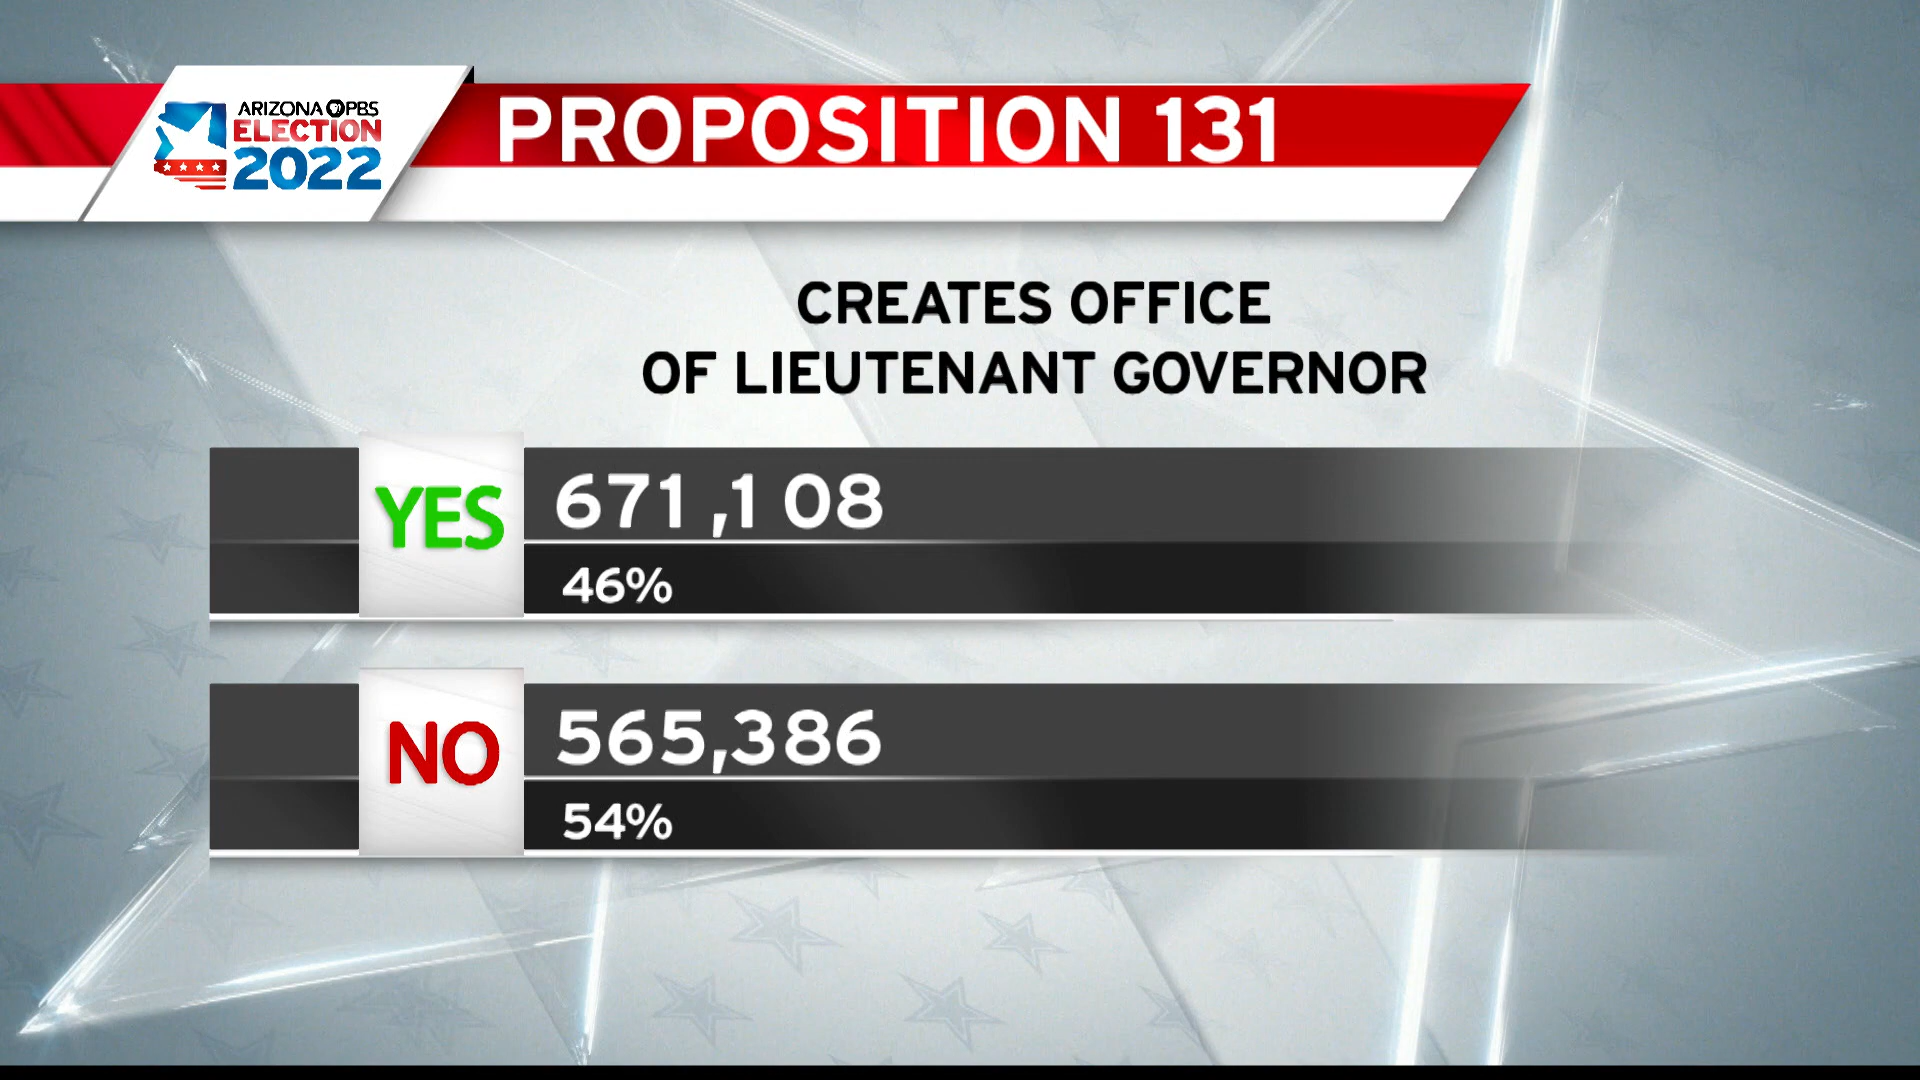 ARIZONA PBS
ELECTION
2022
PROPOSITION 131
CREATES OFFICE
OF LIEUTENANT GOVERNOR
YES
671,108
46%
NO
565,386
54%